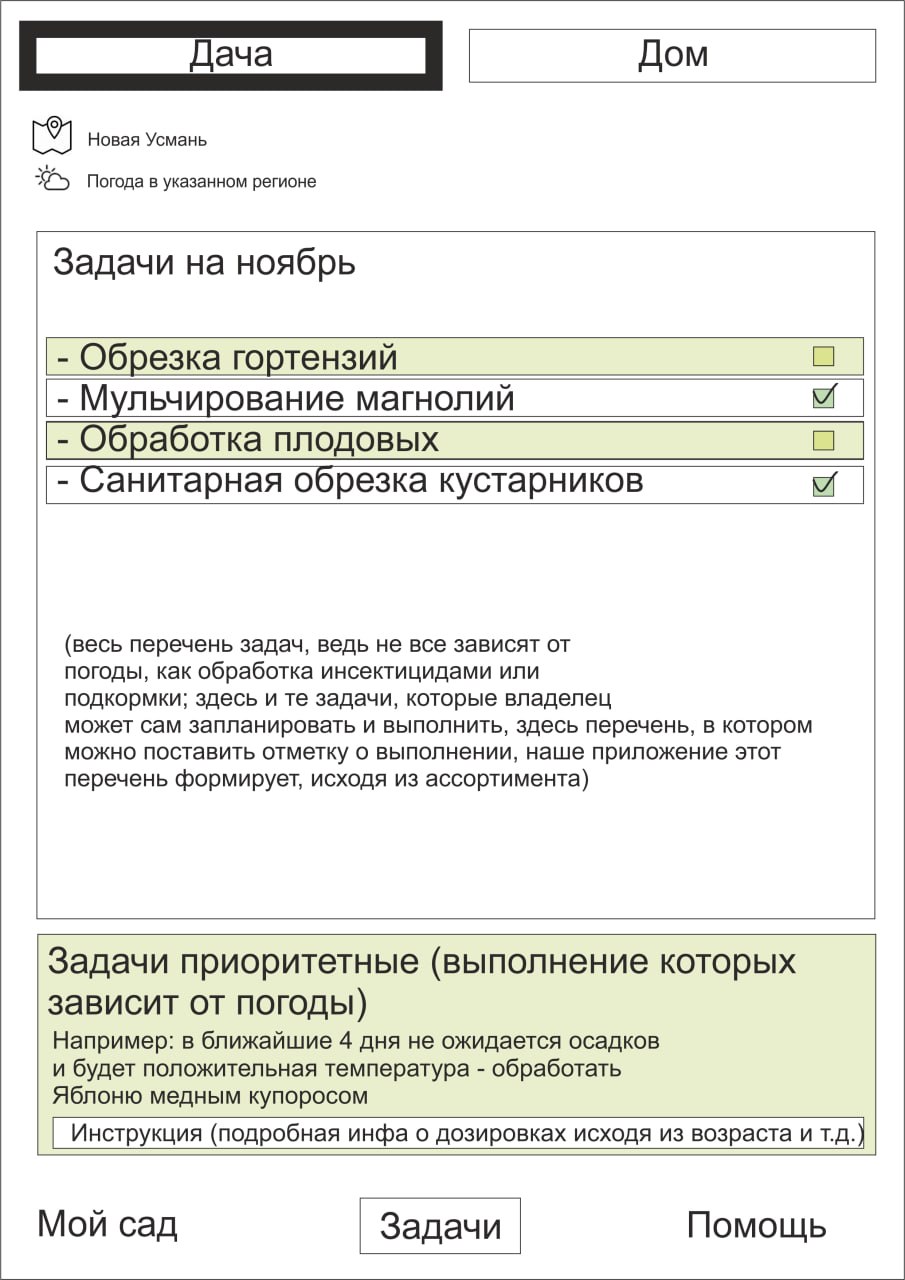 Дача
Дом
Новая Усмань
Погода в указанном регионе
Задачи на ноябрь
- Обрезка гортензий
- Мульчирование магнолий
- Обработка плодовых
- Санитарная обрезка кустарников
(весь перечень задач, ведь не все зависят от
погоды, как обработка инсектицидами или
подкормки; здесь и те задачи, которые владелец
может сам запланировать и выполнить, здесь перечень, в котором
можно поставить отметку о выполнении, наше приложение этот
перечень формирует, исходя из ассортимента)
Задачи приоритетные (выполнение которых
зависит от погоды)
Например: в ближайшие 4 дня не ожидается осадков
и будет положительная температура - обработать
Яблоню медным купоросом
Инструкция (подробная инфа о дозировках исходя из возраста и т.д.)
Мой сад
Задачи
Помощь